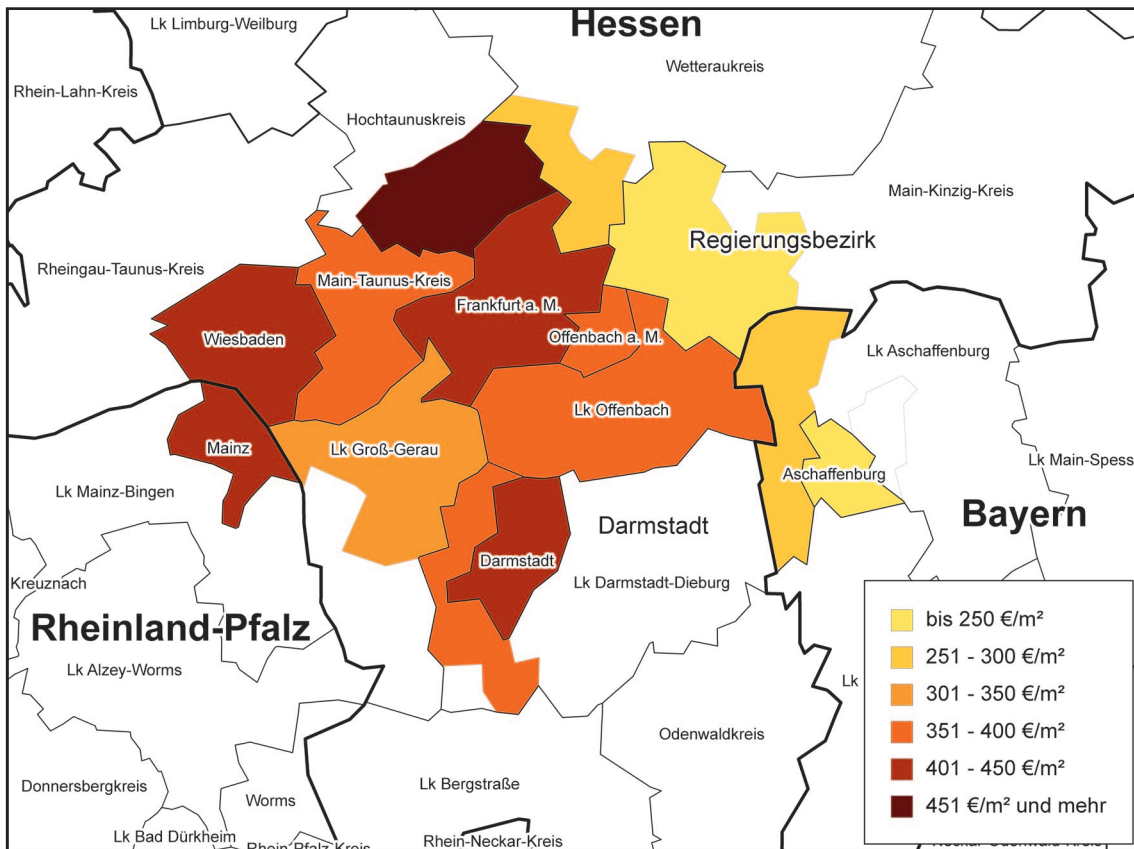 Hessen
Lk Limburg-Weilburg
Wetteraukreis
Rhein-Lahn-Kreis
Hochtaunuskreis
Main-Kinzig-Kreis
Regierungsbezirk
Rheingau-Taunus-Kreis
Main-Taunus-Kreis
Frankfurt a. M.
Wiesbaden
Offenbach a. M.
Lk Aschaffenburg
Lk Offenbach
Mainz
Lk Groß-Gerau
Lk Main-Spess
Aschaffenburg
Lk Mainz-Bingen
Bayern
Darmstadt
Darmstadt
Kreuznach
Lk Darmstadt-Dieburg
Rheinland-Pfalz
Lk Alzey-Worms
Lk
Odenwaldkreis
Donnersbergkreis
Lk Bergstraße
Worms
Lk Bad Dürkheim
Rhein-Neckar-Kreis
Rhein-Pfalz-Kreis
bis 250 €/m²
251 - 300 €/m²
301 - 350 €/m²
351 - 400 €/m²
401 - 450 €/m²
451 €/m² und mehr